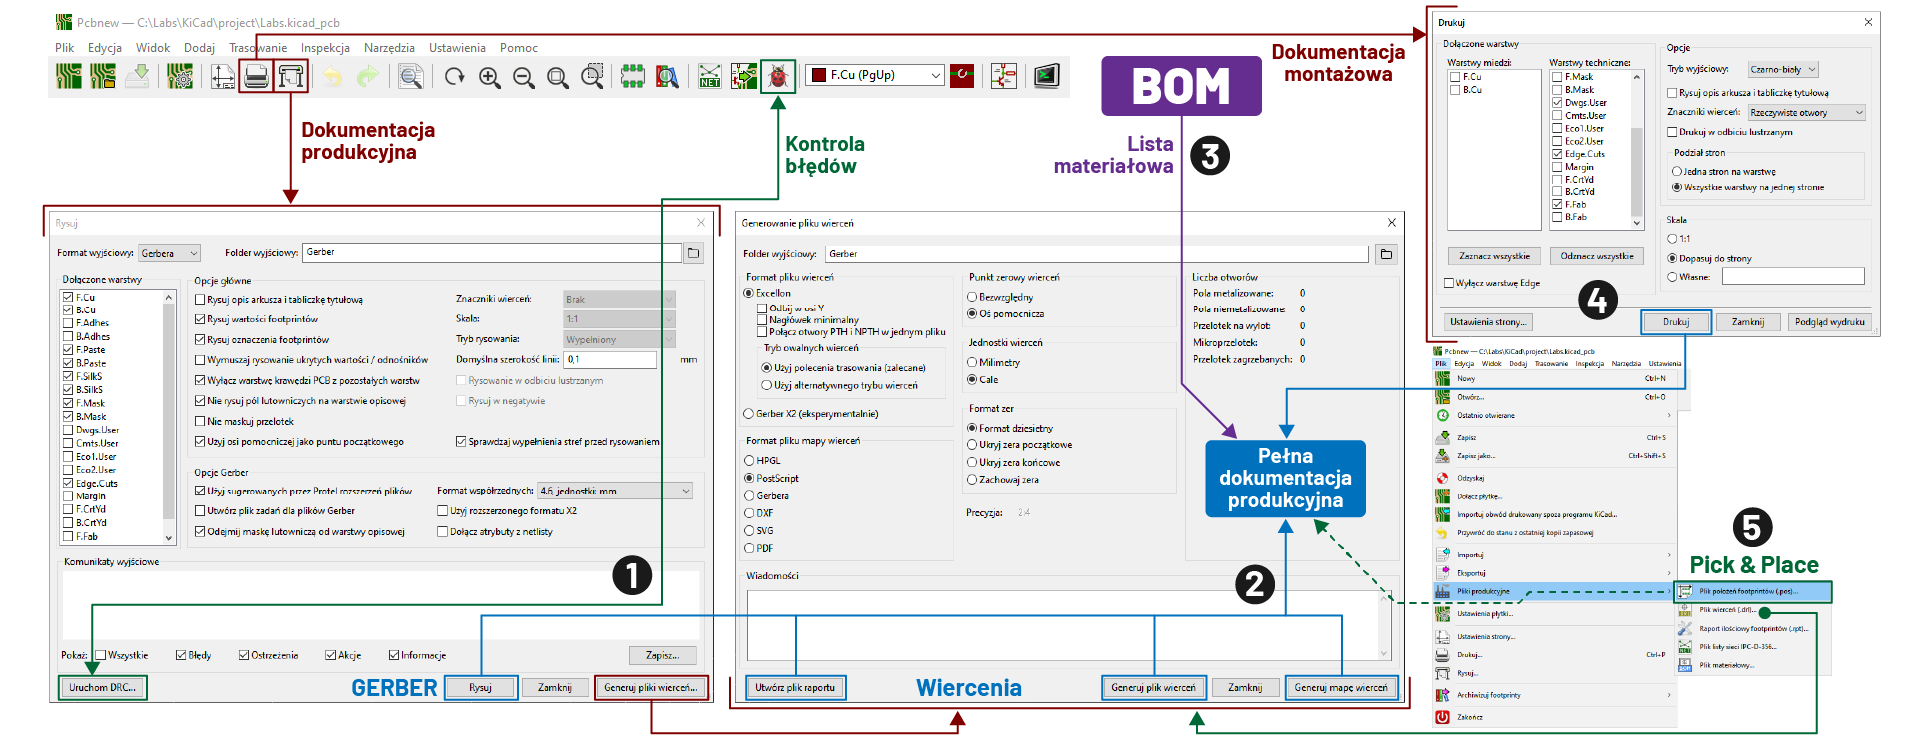 Pcbnew — C:\Labs\KiCad\project\Labs.kicad_pcb
Plik Edycja Widok Dodaj Trasowanie Inspekcja Narzędzia Ustawienia Pomoc
NET
F.Cu (PgUp)
Dokumentacja
produkcyjna
Kontrola
błędów
BOM
Lista
materiałowa
3
Dokumentacja
montażowa
Rysuj
Format wyjściowy: Gerbera
Folder wyjściowy: Gerber
Dołączone warstwy
F.Cu
B.Cu
F.Adhes
B.Adhes
F.Paste
B.Paste
F.SilkS
B.SilkS
F.Mask
B.Mask
Dwgs.User
Cmts.User
Eco1.User
Eco2.User
Edge.Cuts
Margin
F.CrtYd
B.CrtYd
F.Fab
Opcje główne
Rysuj opis arkusza i tabliczkę tytułową
Rysuj wartości footprintów
Rysuj oznaczenia footprintów
Wymuszaj rysowanie ukrytych wartości / odnośników
Wyłącz warstwę krawędzi PCB z pozostałych warstw
Nie rysuj pól lutowniczych na warstwie opisowej
Nie maskuj przelotek
Użyj osi pomocniczej jako puntu początkowego
Znaczniki wierceń: Brak
Skala: 1:1
Tryb rysowania: Wypełniony
Domyślna szerokość linii: 0,1 mm
Rysowanie w odbiciu lustrzanym
Rysuj w negatywie
Sprawdzaj wypełnienia stref przed rysowaniem
Opcje Gerber
Użyj sugerowanych przez Protel rozszerzeń plików
Utwórz plik zadań dla plików Gerber
Odejmij maskę lutowniczą od warstwy opisowej
Format współrzędnych: 4.6, jednostki: mm
Użyj rozszerzonego formatu X2
Dołącz atrybuty z netlisty
Komunikaty wyjściowe
1
Pokaż: Wszystkie Błędy Ostrzeżenia Akcje Informacje Zapisz...
Uruchom DRC... GERBER Rysuj Zamknij Generuj pliki wierceń...
Generowanie pliku wierceń
Folder wyjściowy: Gerber
Format pliku wierceń
Excellon
Odbij w osi Y
Nagłówek minimalny
Połącz otwory PTH i NPTH w jednym pliku
Tryb owalnych wierceń
Użyj polecenia trasowania (zalecane)
Użyj alternatywnego trybu wierceń
Gerber X2 (eksperymentalnie)
Format pliku mapy wierceń
HPGL
PostScript
Gerbera
DXF
SVG
PDF
Punkt zerowy wierceń
Bezwzględny
Oś pomocnicza
Jednostki wierceń
Milimetry
Cale
Format zer
Format dziesietny
Ukryj zera początkowe
Ukryj zera końcowe
Zachowaj zera
Precyzja: 2:4
Liczba otworów
Pola metalizowane: 0
Pola niemetalizowane: 0
Przelotek na wylot: 0
Mikroprzelotek: 0
Przelotek zagrzebanych: 0
Pełna
dokumentacja
produkcyjna
2
Wiadomości
Utwórz plik raportu Wiercenia Generuj plik wierceń Zamknij Generuj mapę wierceń
Drukuj
Dołączone warstwy
Warstwy miedzi:
F.Cu
B.Cu
Warstwy techniczne:
F.Mask
B.Mask
Dwgs.User
Cmts.User
Eco1.User
Eco2.User
Edge.Cuts
Margin
F.CrtYd
B.CrtYd
F.Fab
B.Fab
Zaznacz wszystkie Odznacz wszystkie
Wyłącz warstwę Edge
Opcje
Tryb wyjściowy: Czarno-biały
Rysuj opis arkusza i tabliczkę tytułową
Znaczniki wierceń: Rzeczywiste otwory
Drukuj w odbiciu lustrzanym
Podział stron
Jedna stron na warstwę
Wszystkie warstwy na jednej stronie
Skala
1:1
Dopasuj do strony
Własne:
4
Ustawienia strony... Drukuj Zamknij Podgląd wydruku
Pcbnew — C:\Labs\KiCad\project\Labs.kicad_pcb
Plik Edycja Widok Dodaj Trasowanie Inspekcja Narzędzia Ustawienia
Nowy Ctrl+N
Otwórz... Ctrl+O
Ostatnio otwierane
Zapisz Ctrl+S
Zapisz jako... Ctrl+Shift+S
Odzyskaj
Dołącz płytkę...
Importuj obwód drukowany spoza programu KiCad...
Przywróć do stanu z ostatniej kopii zapasowej
Importuj
Eksportuj
Pliki produkcyjne
Ustawienia płytki...
Ustawienia strony...
Drukuj... Ctrl+P
Rysuj...
Archiwizuj footprinty
Zakończ
5
Pick & Place
Plik położeń footprintów (.pos)...
Plik wierceń (.drl)...
Raport ilościowy footprintów (.rpt)...
Plik listy sieci IPC-D-356...
Plik materiałowy...